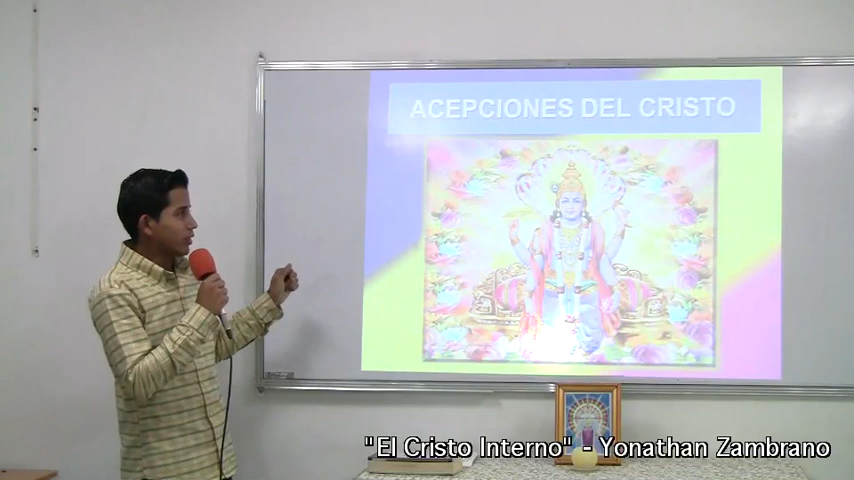 ACEPCIONES DEL CRISTO
"El Cristo Interno" - Yonathan Zambrano